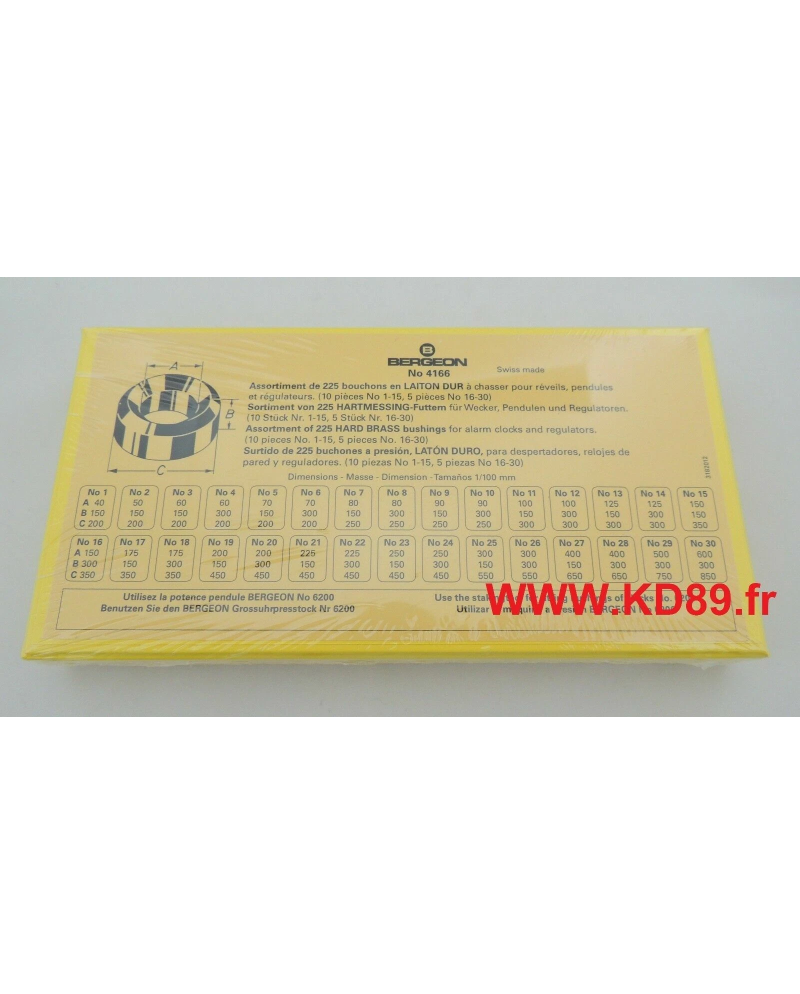 BERGEON
No 4166
Swiss made
Assortiment de 225 bouchons en LAITON DUR à chasser pour réveils, pendules
et régulateurs. (10 pièces No 1-15, 5 pièces No 16-30)
Sortiment von 225 HARTMESSING-Futtern für Wecker, Pendulen und Regulatoren.
(10 Stück Nr. 1-15, 5 Stück Nr. 16-30)
Assortment of 225 HARD BRASS bushings for alarm clocks and regulators.
(10 pieces No. 1-15, 5 pieces No. 16-30)
Surtido de 225 buchones a presión, LATÓN DURO, para despertadores, relojes de
pared y reguladores. (10 piezas No 1-15, 5 piezas No 16-30)
A
B
C
Dimensions - Masse - Dimension - Tamaños 1/100 mm
No 1 No 2 No 3 No 4 No 5 No 6 No 7 No 8 No 9 No 10 No 11 No 12 No 13 No 14 No 15
A 40 50 60 60 70 70 80 80 90 90 100 100 125 125 150
B 150 150 150 300 150 300 150 300 150 300 150 300 150 300 150
C 200 200 200 200 200 200 250 250 250 250 300 300 300 300 350
No 16 No 17 No 18 No 19 No 20 No 21 No 22 No 23 No 24 No 25 No 26 No 27 No 28 No 29 No 30
A 150 175 175 200 200 225 225 250 250 300 300 400 400 500 600
B 300 150 300 150 300 150 300 150 300 150 300 150 300 300 300
C 350 350 350 450 450 450 450 450 450 550 550 650 650 750 850
Utilisez la potence pendule BERGEON No 6200
Benutzen Sie den BERGEON Grossuhrpresstock Nr 6200
Use the
of
Utilizar
BERGEON
WWW.KD89.fr